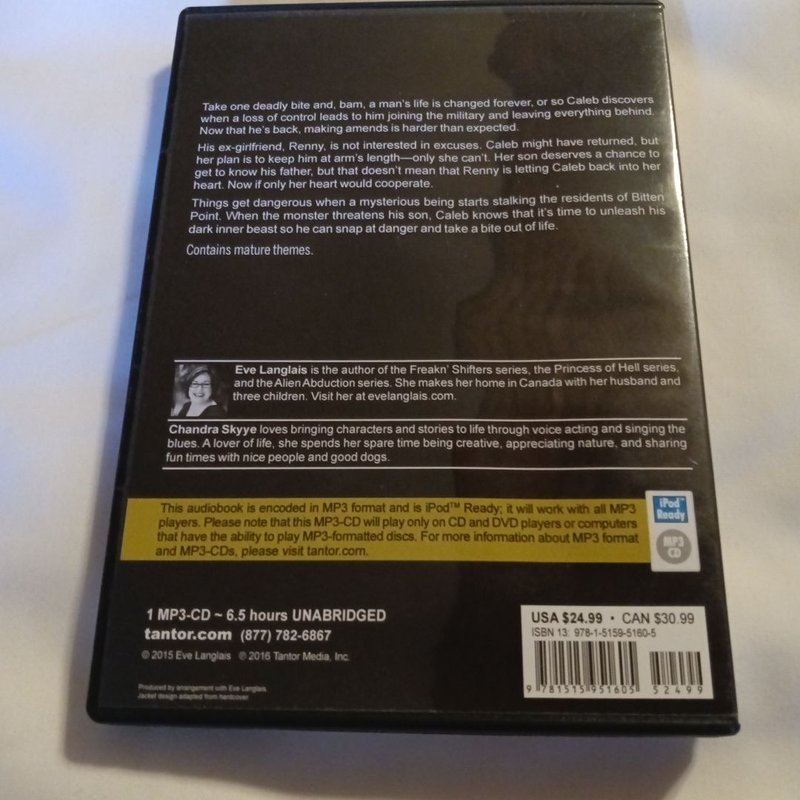 Take one deadly bite and, bam, a man's life is changed forever, or so Caleb discovers
when a loss of control leads to him joining the military and leaving everything behind.
Now that he's back, making amends is harder than expected.
His ex-girlfriend, Renny, is not interested in excuses. Caleb might have returned, but
her plan is to keep him at arm's length—only she can't. Her son deserves a chance to
get to know his father, but that doesn't mean that Renny is letting Caleb back into her
heart. Now if only her heart would cooperate.
Things get dangerous when a mysterious being starts stalking the residents of Bitten
Point. When the monster threatens his son, Caleb knows that it's time to unleash his
dark inner beast so he can snap at danger and take a bite out of life.
Contains mature themes.
Eve Langlais is the author of the Freakn' Shifters series, the Princess of Hell series,
and the Alien Abduction series. She makes her home in Canada with her husband and
three children. Visit her at evelanglais.com.
Chandra Skyye loves bringing characters and stories to life through voice acting and singing the
blues. A lover of life, she spends her spare time being creative, appreciating nature, and sharing
fun times with nice people and good dogs.
This audiobook is encoded in MP3 format and is iPod™ Ready; it will work with all MP3
players. Please note that this MP3-CD will play only on CD and DVD players or computers
that have the ability to play MP3-formatted discs. For more information about MP3 format
and MP3-CDs, please visit tantor.com.
iPod™
Ready
MP3
CD
1 MP3-CD ~ 6.5 hours UNABRIDGED
tantor.com (877) 782-6867
© 2015 Eve Langlais ℗ 2016 Tantor Media, Inc.
Produced by arrangement with Eve Langlais.
Jacket design adapted from hardcover.
USA $24.99 • CAN $30.99
ISBN 13: 978-1-5159-5160-5
9 781515 951605
52499